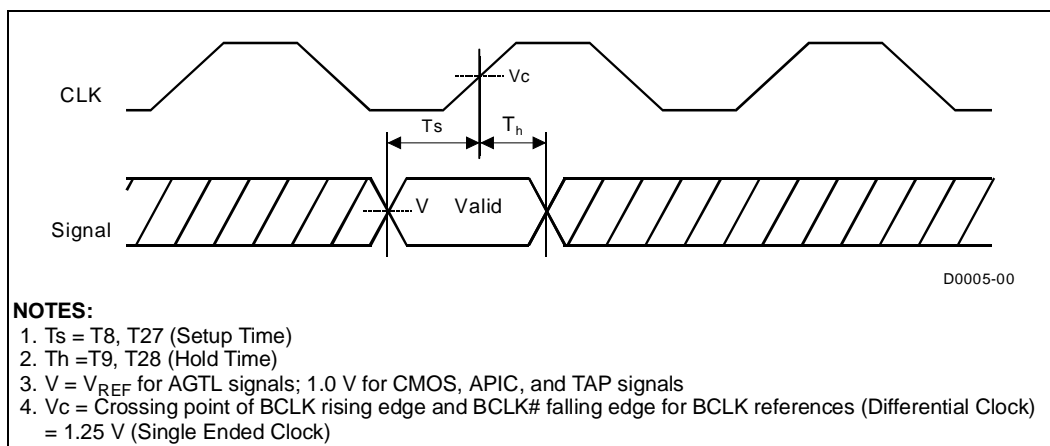 CLK
Vc
Ts
Th
Signal
V
Valid
D0005-00
NOTES:
1. Ts = T8, T27 (Setup Time)
2. Th =T9, T28 (Hold Time)
3. V = VREF for AGTL signals; 1.0 V for CMOS, APIC, and TAP signals
4. Vc = Crossing point of BCLK rising edge and BCLK# falling edge for BCLK references (Differential Clock)
= 1.25 V (Single Ended Clock)